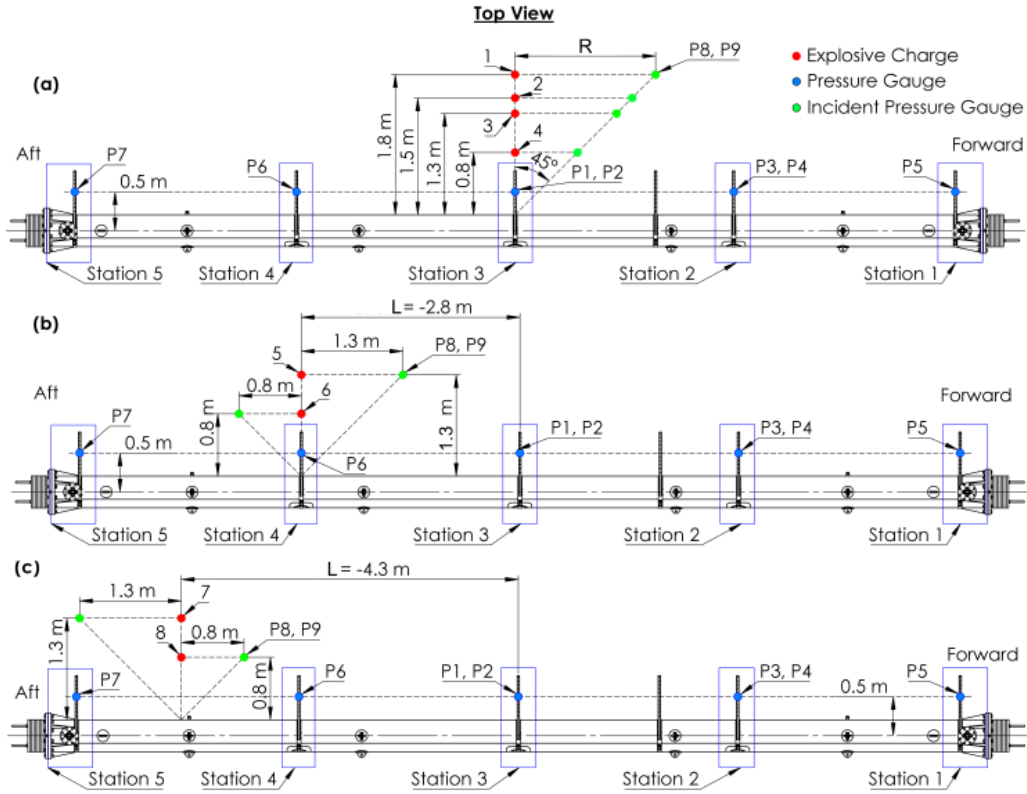 Top View
R
1
P8, P9
Explosive Charge
(a)
2
Pressure Gauge
3
Incident Pressure Gauge
4
1.8 m
1.5 m
1.3 m
0.8 m
45º
Aft
Forward
P7
P6
P1, P2
P3, P4
P5
0.5 m
Station 5
Station 4
Station 3
Station 2
Station 1
L= -2.8 m
(b)
1.3 m
5
P8, P9
Aft
0.8 m
6
Forward
P7
0.8 m
1.3 m
P1, P2
P3, P4
P5
0.5 m
P6
Station 5
Station 4
Station 3
Station 2
Station 1
(c)
L= -4.3 m
1.3 m
7
8
0.8 m
P8, P9
1.3 m
Forward
Aft
P7
0.8 m
P6
P1, P2
P3, P4
P5
0.5 m
Station 5
Station 4
Station 3
Station 2
Station 1